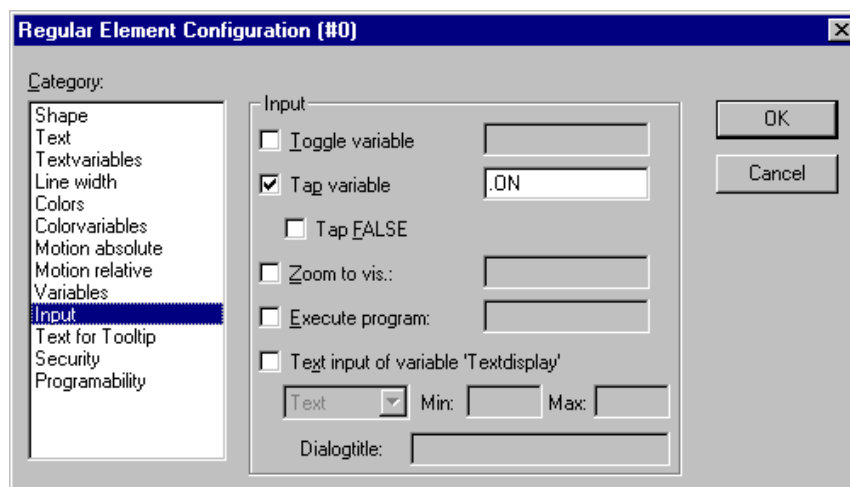 Regular Element Configuration (#0)
Category:
Shape
Text
Textvariables
Line width
Colors
Colorvariables
Motion absolute
Motion relative
Variables
Input
Text for Tooltip
Security
Programability
Input
Toggle variable
Tap variable
.ON
Tap FALSE
Zoom to vis.:
Execute program:
Text input of variable 'Textdisplay'
Text
Min:
Max:
Dialogtitle:
OK
Cancel